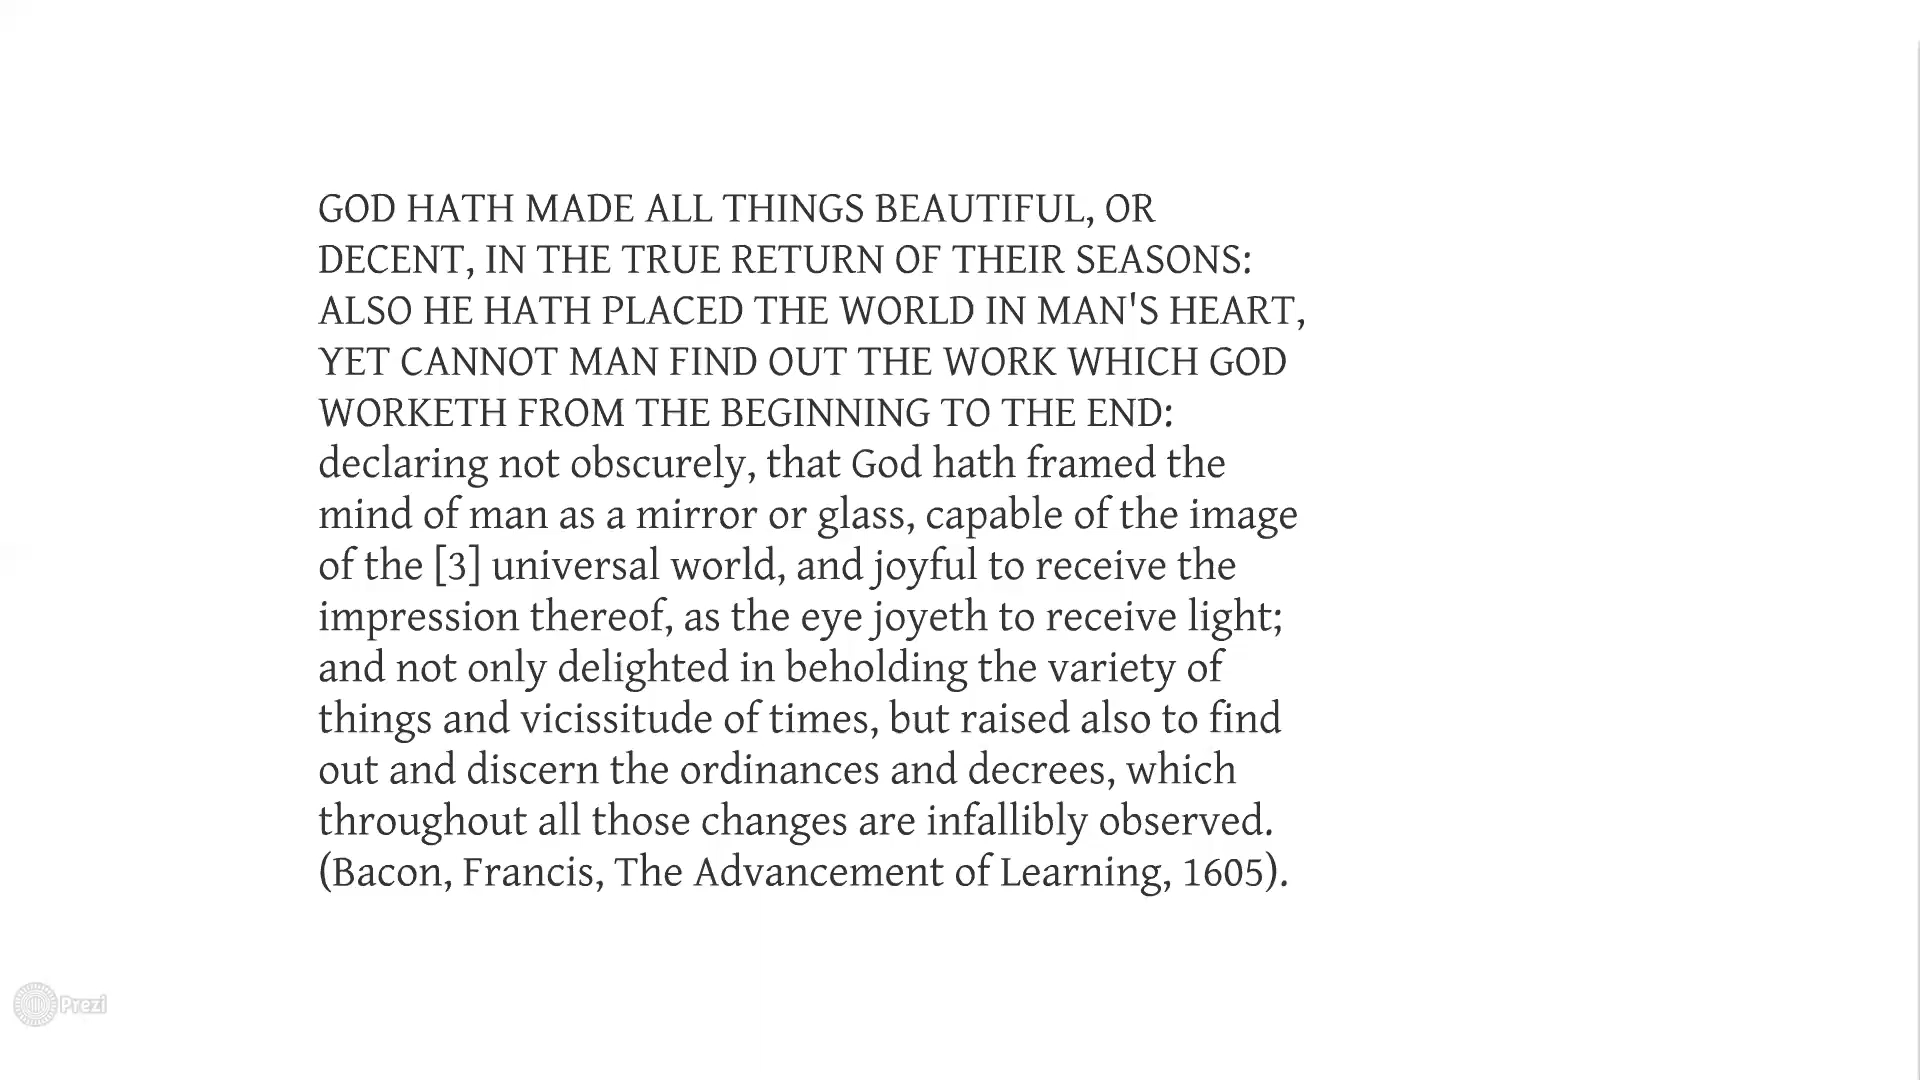 GOD HATH MADE ALL THINGS BEAUTIFUL, OR
DECENT, IN THE TRUE RETURN OF THEIR SEASONS:
ALSO HE HATH PLACED THE WORLD IN MAN'S HEART,
YET CANNOT MAN FIND OUT THE WORK WHICH GOD
WORKETH FROM THE BEGINNING TO THE END:
declaring not obscurely, that God hath framed the
mind of man as a mirror or glass, capable of the image
of the [3] universal world, and joyful to receive the
impression thereof, as the eye joyeth to receive light;
and not only delighted in beholding the variety of
things and vicissitude of times, but raised also to find
out and discern the ordinances and decrees, which
throughout all those changes are infallibly observed.
(Bacon, Francis, The Advancement of Learning, 1605).
Prezi